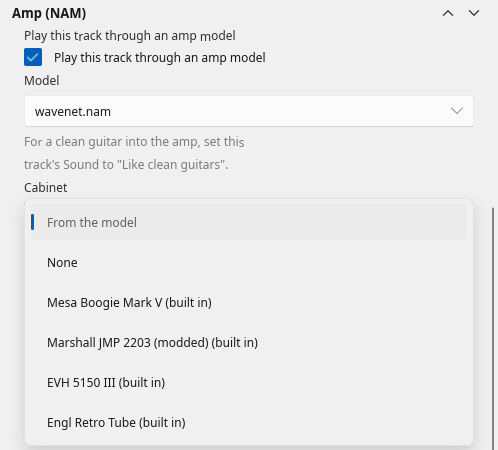 Amp (NAM)
Play this track through an amp model
Play this track through an amp model
Model
wavenet.nam
For a clean guitar into the amp, set this
track's Sound to "Like clean guitars".
Cabinet
From the model
None
Mesa Boogie Mark V (built in)
Marshall JMP 2203 (modded) (built in)
EVH 5150 III (built in)
Engl Retro Tube (built in)